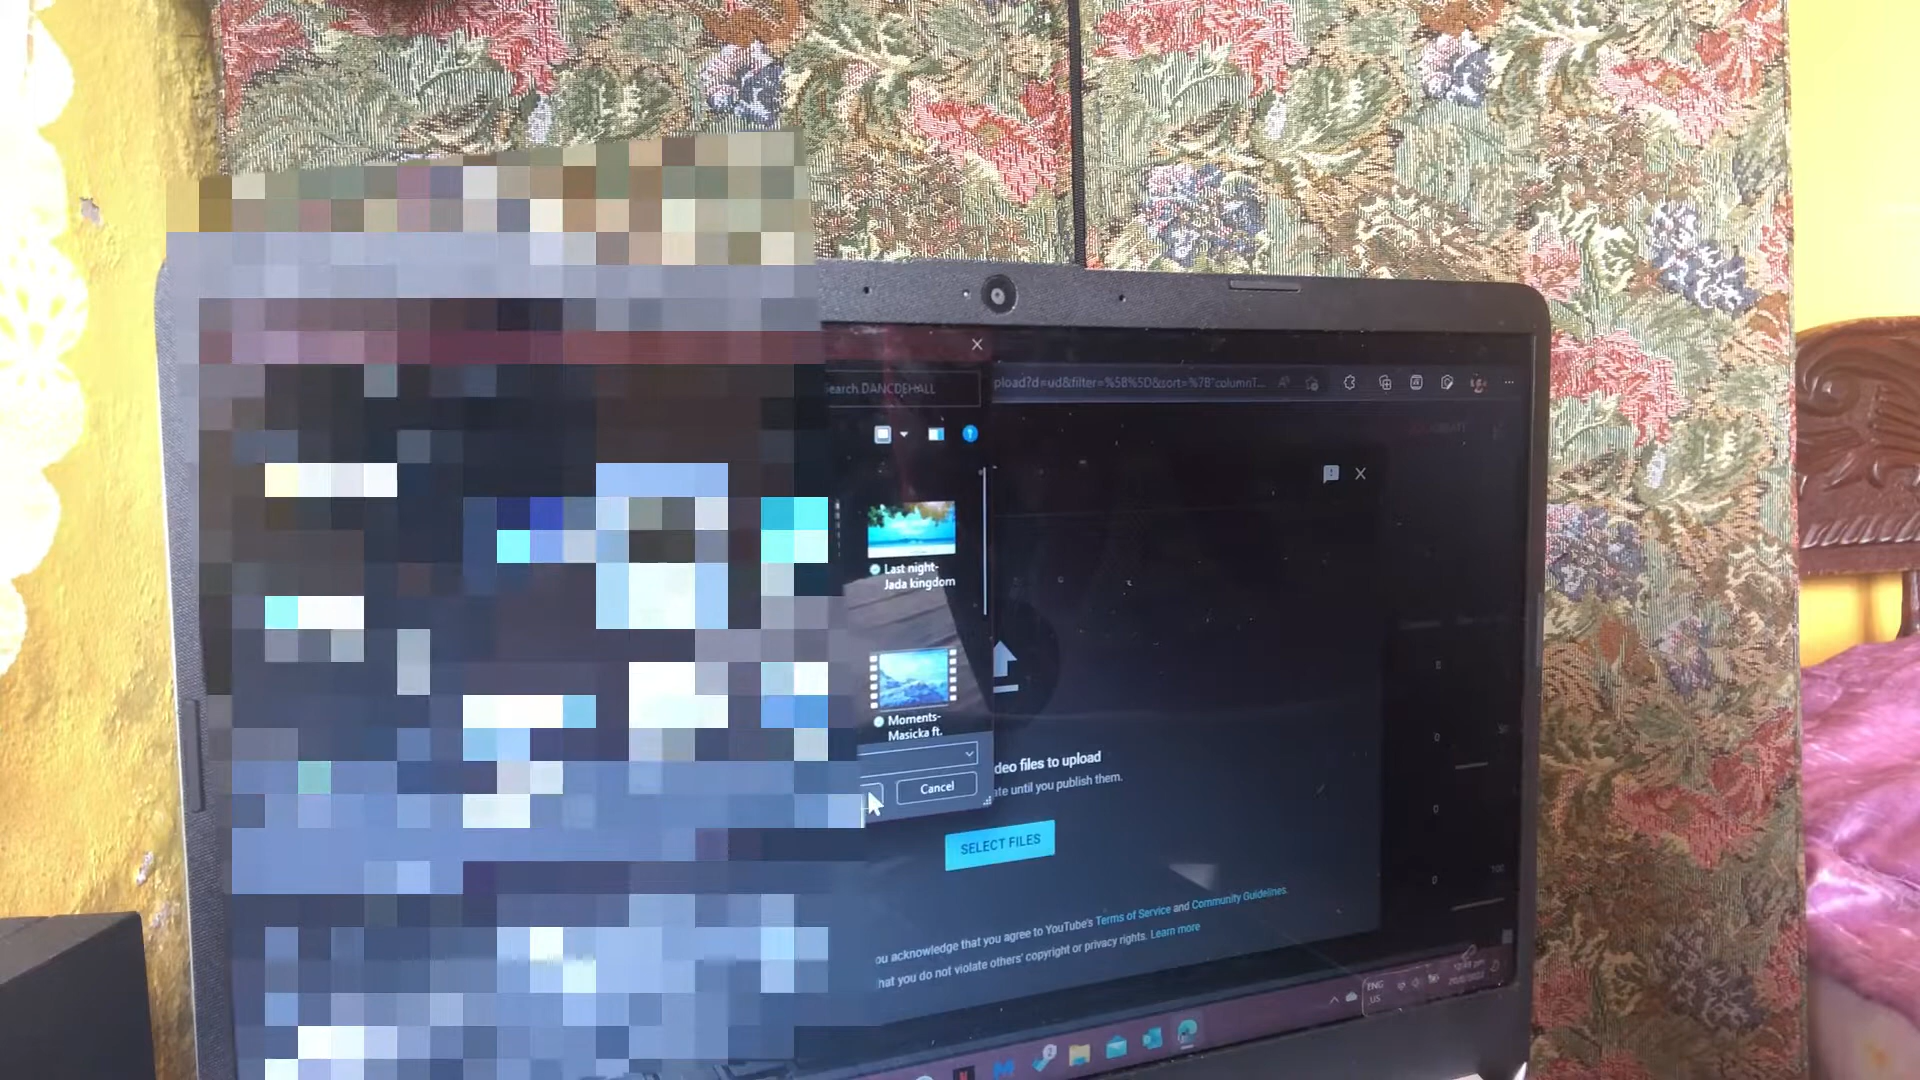 Search DANCDEHALL
pload?d=ud&filter=%5B%5D&sort=%7B"columnT...
Last night-
Jada kingdom
Moments-
Masicka ft.
Cancel
deo files to upload
ate until you publish them.
SELECT FILES
ou acknowledge that you agree to YouTube's Terms of Service and Community Guidelines.
hat you do not violate others' copyright or privacy rights. Learn more
ENG
US